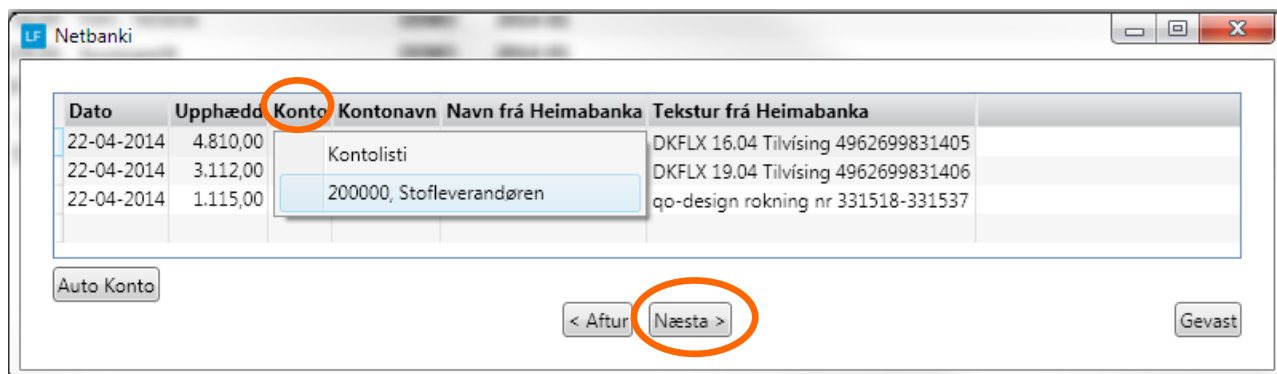 LF Netbanki
Dato Upphædd Konto Kontonavn Navn frá Heimabanka Tekstur frá Heimabanka
22-04-2014 4.810,00 DKFLX 16.04 Tilvísing 4962699831405
Kontolisti
22-04-2014 3.112,00 DKFLX 19.04 Tilvísing 4962699831406
200000, Stofleverandøren
22-04-2014 1.115,00 qo-design rokning nr 331518-331537
Auto Konto
< Aftur Næsta > Gevast